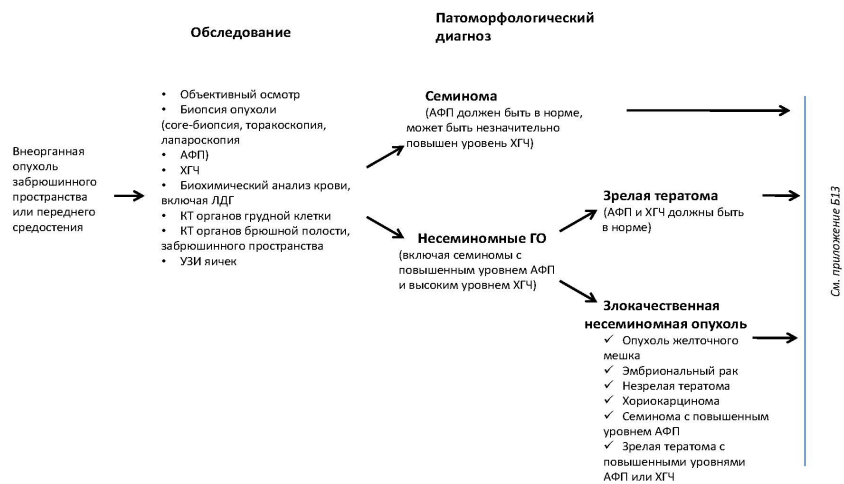 Обследование
Патоморфологический
диагноз
Внеорганная
опухоль
забрюшинного
пространства
или переднего
средостения
• Объективный осмотр
• Биопсия опухоли
(core-биопсия, торакоскопия,
лапароскопия
• АФП)
• ХГЧ
• Биохимический анализ крови,
включая ЛДГ
• КТ органов грудной клетки
• КТ органов брюшной полости,
забрюшинного пространства
• УЗИ яичек
Семинома
(АФП должен быть в норме,
может быть незначительно
повышен уровень ХГЧ)
Несеминомные ГО
(включая семиномы с
повышенным уровнем АФП
и высоким уровнем ХГЧ)
Зрелая тератома
(АФП и ХГЧ должны быть
в норме)
Злокачественная
несеминомная опухоль
✓ Опухоль желточного
мешка
✓ Эмбриональный рак
✓ Незрелая тератома
✓ Хориокарцинома
✓ Семинома с повышенным
уровнем АФП
✓ Зрелая тератома с
повышенными уровнями
АФП или ХГЧ
См. приложение Б13